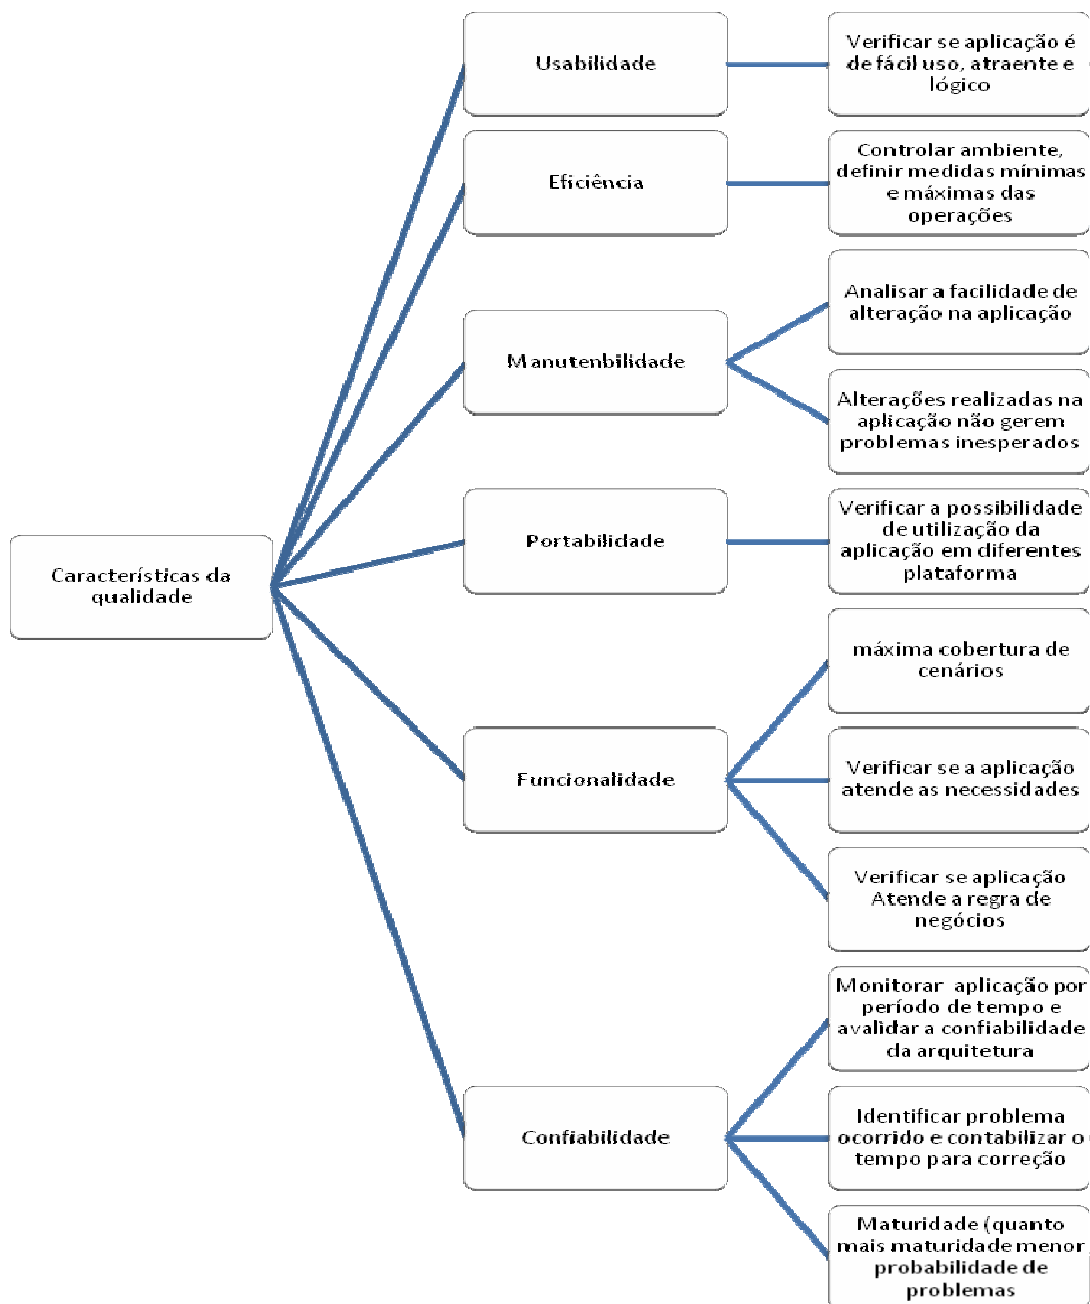 Usabilidade
Verificar se aplicação é
de fácil uso, atraente e
lógico
Eficiência
Controlar ambiente,
definir medidas mínimas
e máximas das
operações
Manutenbilidade
Analisar a facilidade de
alteração na aplicação
Alterações realizadas na
aplicação não gerem
problemas inesperados
Características da
qualidade
Portabilidade
Verificar a possibilidade
de utilização da
aplicação em diferentes
plataforma
Funcionalidade
máxima cobertura de
cenários
Verificar se a aplicação
atende as necessidades
Verificar se aplicação
Atende a regra de
negócios
Confiabilidade
Monitorar aplicação por
período de tempo e
avalidar a confiabilidade
da arquitetura
Identificar problema
ocorrido e contabilizar o
tempo para correção
Maturidade (quanto
mais maturidade menor
probabilidade de
problemas